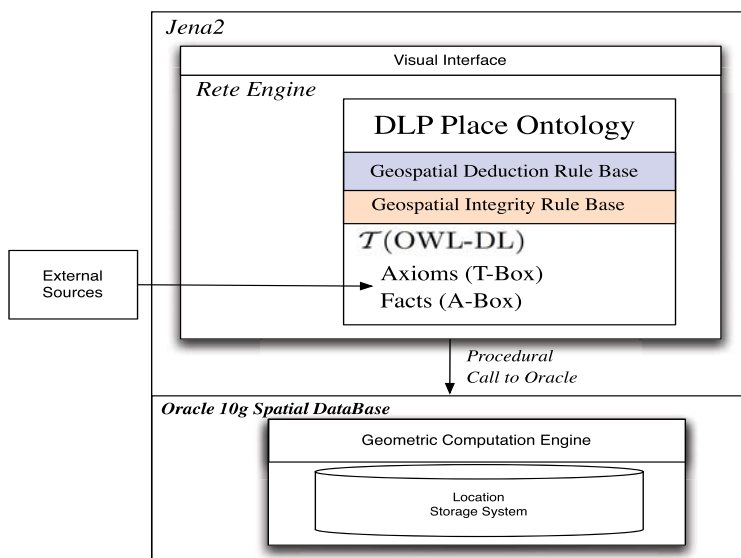 Jena2
Visual Interface
Rete Engine
DLP Place Ontology
Geospatial Deduction Rule Base
Geospatial Integrity Rule Base
𝒯(OWL-DL)
Axioms (T-Box)
Facts (A-Box)
External
Sources
Procedural
Call to Oracle
Oracle 10g Spatial DataBase
Geometric Computation Engine
Location
Storage System